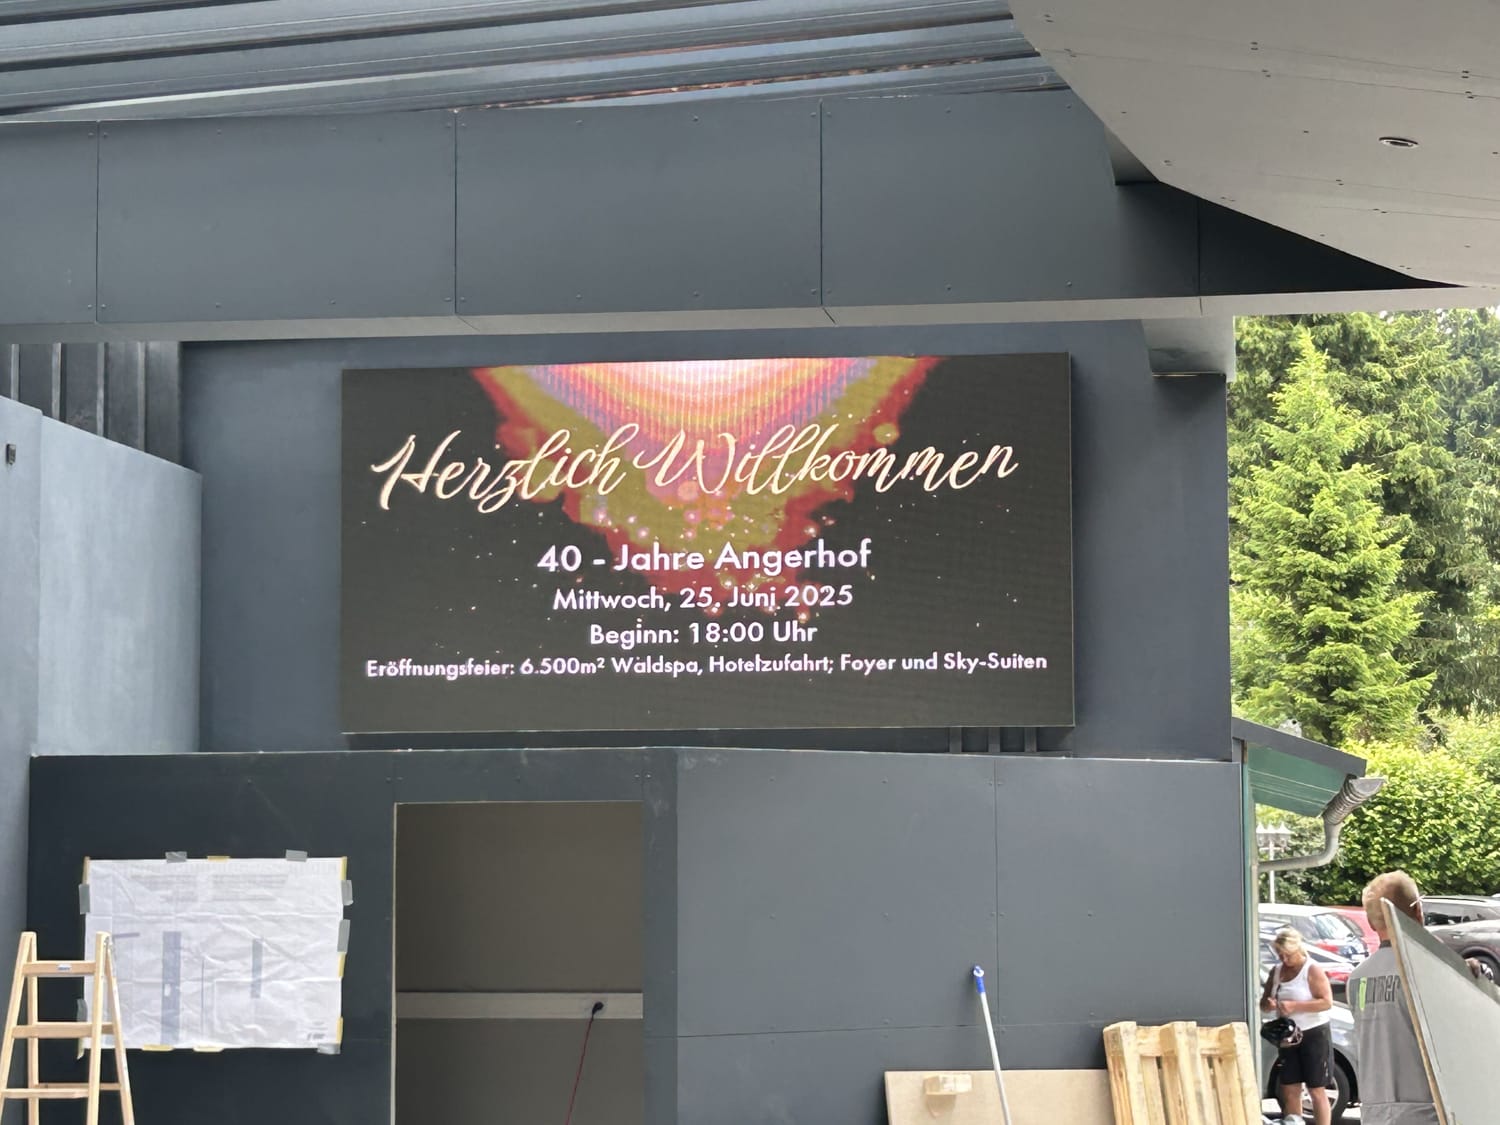 Herzlich Willkommen
40 - Jahre Angerhof
Mittwoch, 25. Juni 2025
Beginn: 18:00 Uhr
Eröffnungsfeier: 6.500m² Waldspa, Hotelzufahrt; Foyer und Sky-Suiten